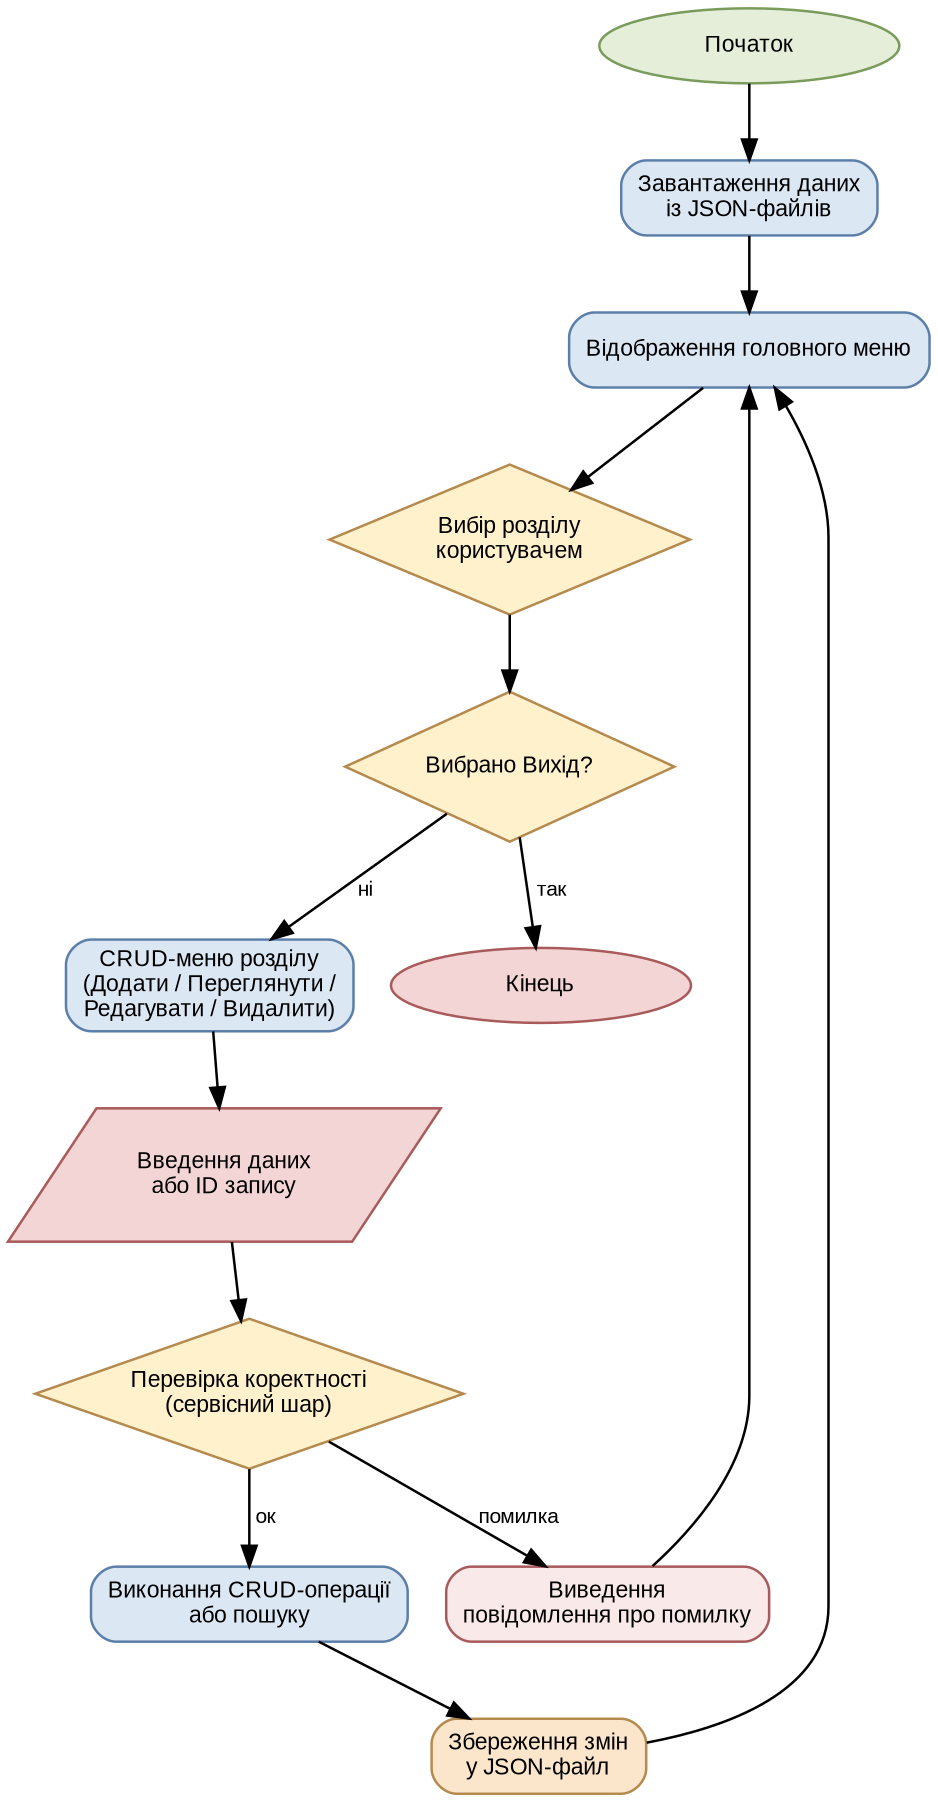 Початок
Завантаження даних
із JSON-файлів
Відображення головного меню
Вибір розділу
користувачем
Вибрано Вихід?
ні
так
CRUD-меню розділу
(Додати / Переглянути /
Редагувати / Видалити)
Кінець
Введення даних
або ID запису
Перевірка коректності
(сервісний шар)
ок
помилка
Виконання CRUD-операції
або пошуку
Виведення
повідомлення про помилку
Збереження змін
у JSON-файл